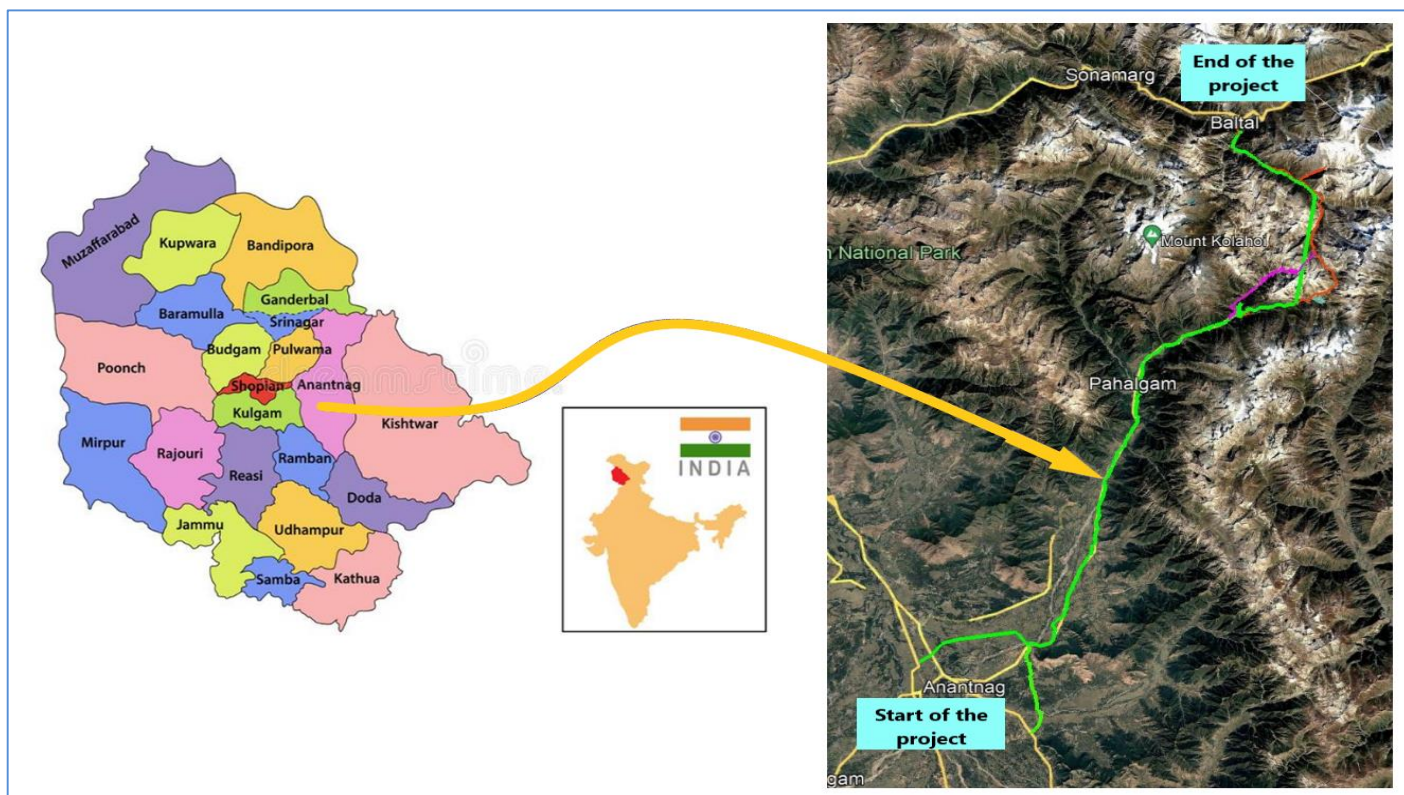 Muzaffarabad
Kupwara
Bandipora
Ganderbal
Baramulla
Srinagar
Budgam
Pulwama
Poonch
Shopian
Anantnag
Kulgam
Kishtwar
Mirpur
Rajouri
Reasi
Ramban
Doda
Jammu
Udhampur
Samba
Kathua
INDIA
End of the
project
Sonamarg
Baltal
Mount Kolahoi
National Park
Pahalgam
Anantnag
Start of the
project
gam